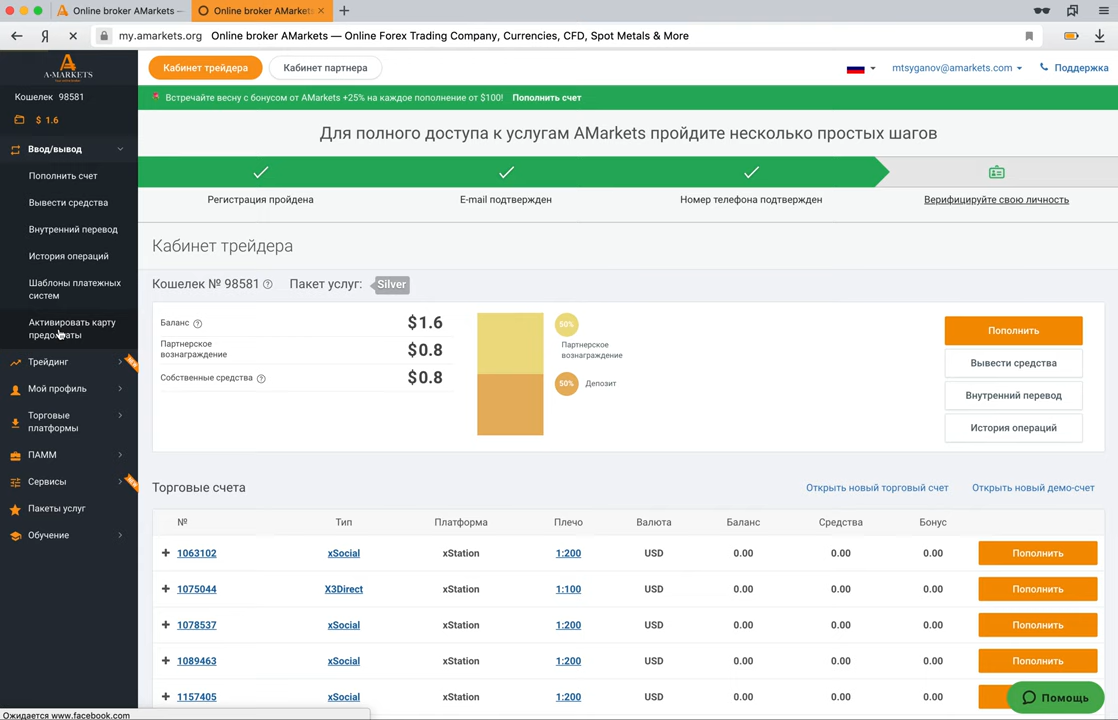 Online broker AMarkets —
Online broker AMarkets
my.amarkets.org
Online broker AMarkets — Online Forex Trading Company, Currencies, CFD, Spot Metals & More
A-MARKETS
Кошелек 98581
$ 1.6
Ввод/вывод
Пополнить счет
Вывести средства
Внутренний перевод
История операций
Шаблоны платежных
систем
Активировать карту
предоплаты
Трейдинг
NEW
Мой профиль
Торговые
платформы
ПАММ
Сервисы
NEW
Пакеты услуг
Обучение
Кабинет трейдера
Кабинет партнера
mtsyganov@amarkets.com
Поддержка
Встречайте весну с бонусом от AMarkets +25% на каждое пополнение от $100! Пополнить счет
Для полного доступа к услугам AMarkets пройдите несколько простых шагов
Регистрация пройдена
E-mail подтвержден
Номер телефона подтвержден
Верифицируйте свою личность
Кабинет трейдера
Кошелек № 98581
Пакет услуг:
Silver
Баланс
$1.6
Партнерское
вознаграждение
$0.8
Собственные средства
$0.8
50%
Партнерское
вознаграждение
50%
Депозит
Пополнить
Вывести средства
Внутренний перевод
История операций
Торговые счета
Открыть новый торговый счет
Открыть новый демо-счет
№ Тип Платформа Плечо Валюта Баланс Средства Бонус
1063102 xSocial xStation 1:200 USD 0.00 0.00 0.00 Пополнить
1075044 X3Direct xStation 1:100 USD 0.00 0.00 0.00 Пополнить
1078537 xSocial xStation 1:200 USD 0.00 0.00 0.00 Пополнить
1089463 xSocial xStation 1:200 USD 0.00 0.00 0.00 Пополнить
1157405 xSocial xStation 1:200 USD 0.00 0.00 0.00
Помощь
Ожидается www.facebook.com